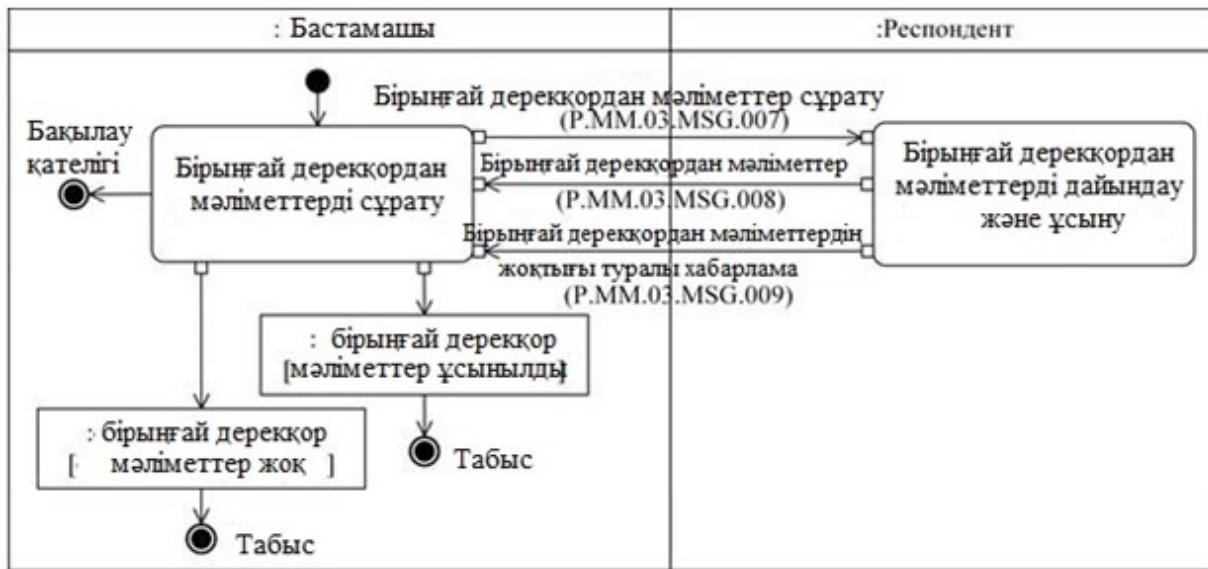 : Бастамашы
:Респондент
Бірыңғай дерекқордан мәліметтер сұрату
(P.MM.03.MSG.007)
Бақылау
қателігі
Бірыңғай дерекқордан
мәліметтерді сұрату
Бірыңғай дерекқордан мәліметтер
(P.MM.03.MSG.008)
Бірыңғай дерекқордан мәліметтердің
жоқтығы туралы хабарлама
(P.MM.03.MSG.009)
Бірыңғай дерекқордан
мәліметтерді дайындау
және ұсыну
: бірыңғай дерекқор
[мәліметтер ұсынылды]
Табыс
: бірыңғай дерекқор
[ мәліметтер жоқ ]
Табыс